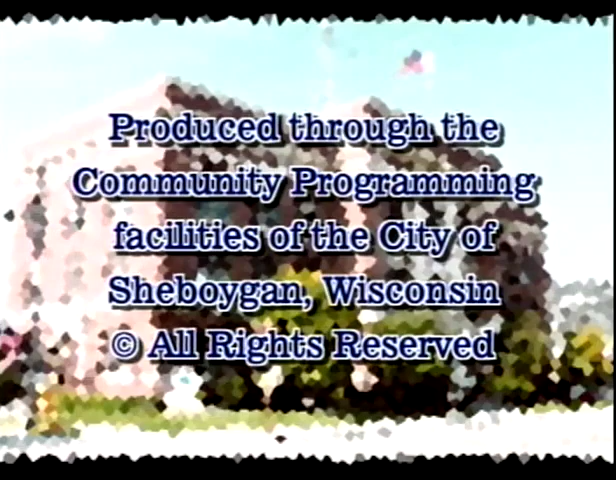 Produced through the
Community Programming
facilities of the City of
Sheboygan, Wisconsin
© All Rights Reserved